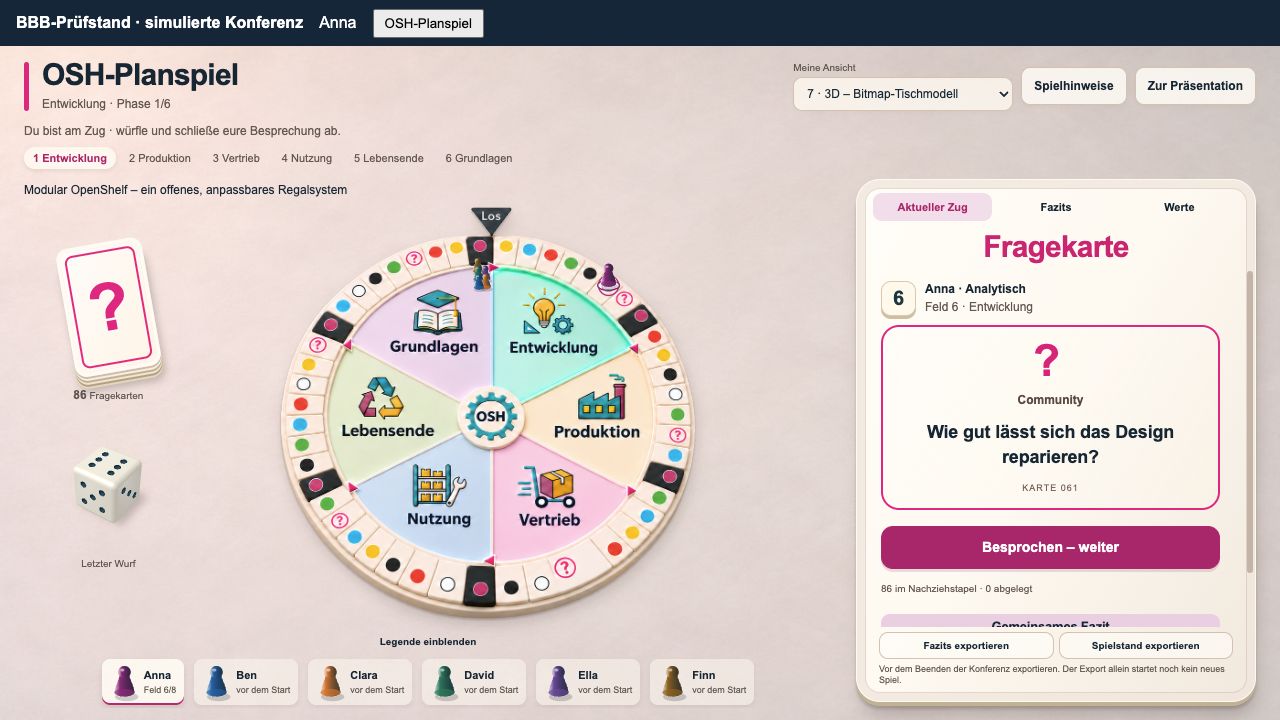 BBB-Prüfstand · simulierte Konferenz Anna OSH-Planspiel
OSH-Planspiel
Entwicklung · Phase 1/6
Du bist am Zug · würfle und schließe eure Besprechung ab.
Meine Ansicht
7 · 3D – Bitmap-Tischmodell
Spielhinweise
Zur Präsentation
1 Entwicklung
2 Produktion
3 Vertrieb
4 Nutzung
5 Lebensende
6 Grundlagen
Modular OpenShelf – ein offenes, anpassbares Regalsystem
?
86 Fragekarten
Letzter Wurf
Los
Grundlagen
Entwicklung
Lebensende
OSH
Produktion
Nutzung
Vertrieb
?
?
?
?
?
?
Legende einblenden
Anna
Feld 6/8
Ben
vor dem Start
Clara
vor dem Start
David
vor dem Start
Ella
vor dem Start
Finn
vor dem Start
Aktueller Zug
Fazits
Werte
Fragekarte
6
Anna · Analytisch
Feld 6 · Entwicklung
?
Community
Wie gut lässt sich das Design
reparieren?
KARTE 061
Besprochen – weiter
86 im Nachziehstapel · 0 abgelegt
Gemeinsames Fazit
Fazits exportieren
Spielstand exportieren
Vor dem Beenden der Konferenz exportieren. Der Export allein startet noch kein neues
Spiel.